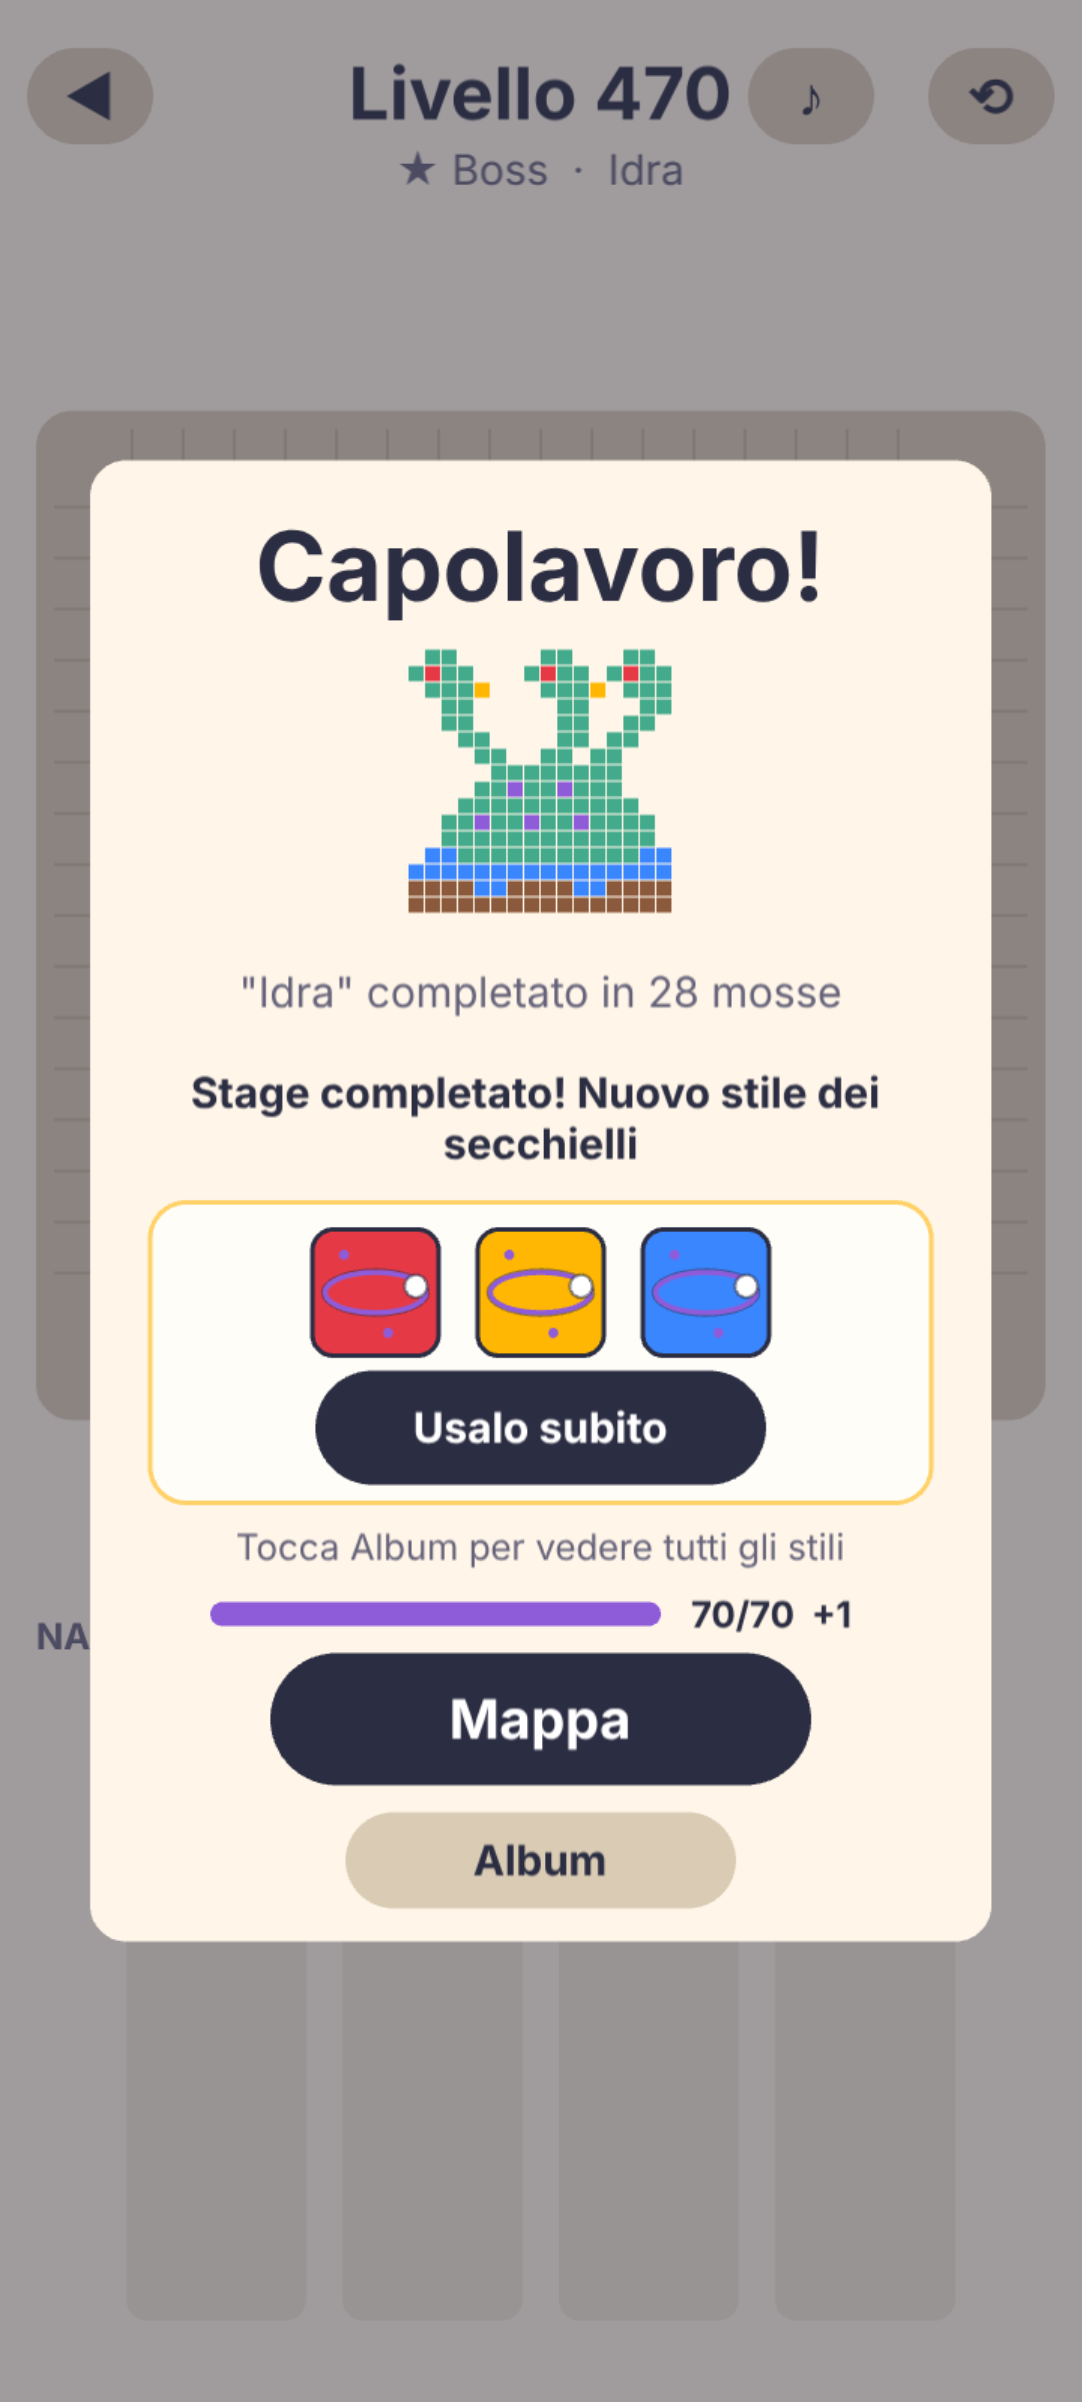 Livello 470
★ Boss · Idra
Capolavoro!
"Idra" completato in 28 mosse
Stage completato! Nuovo stile dei
secchielli
Usalo subito
Tocca Album per vedere tutti gli stili
70/70 +1
NA
Mappa
Album